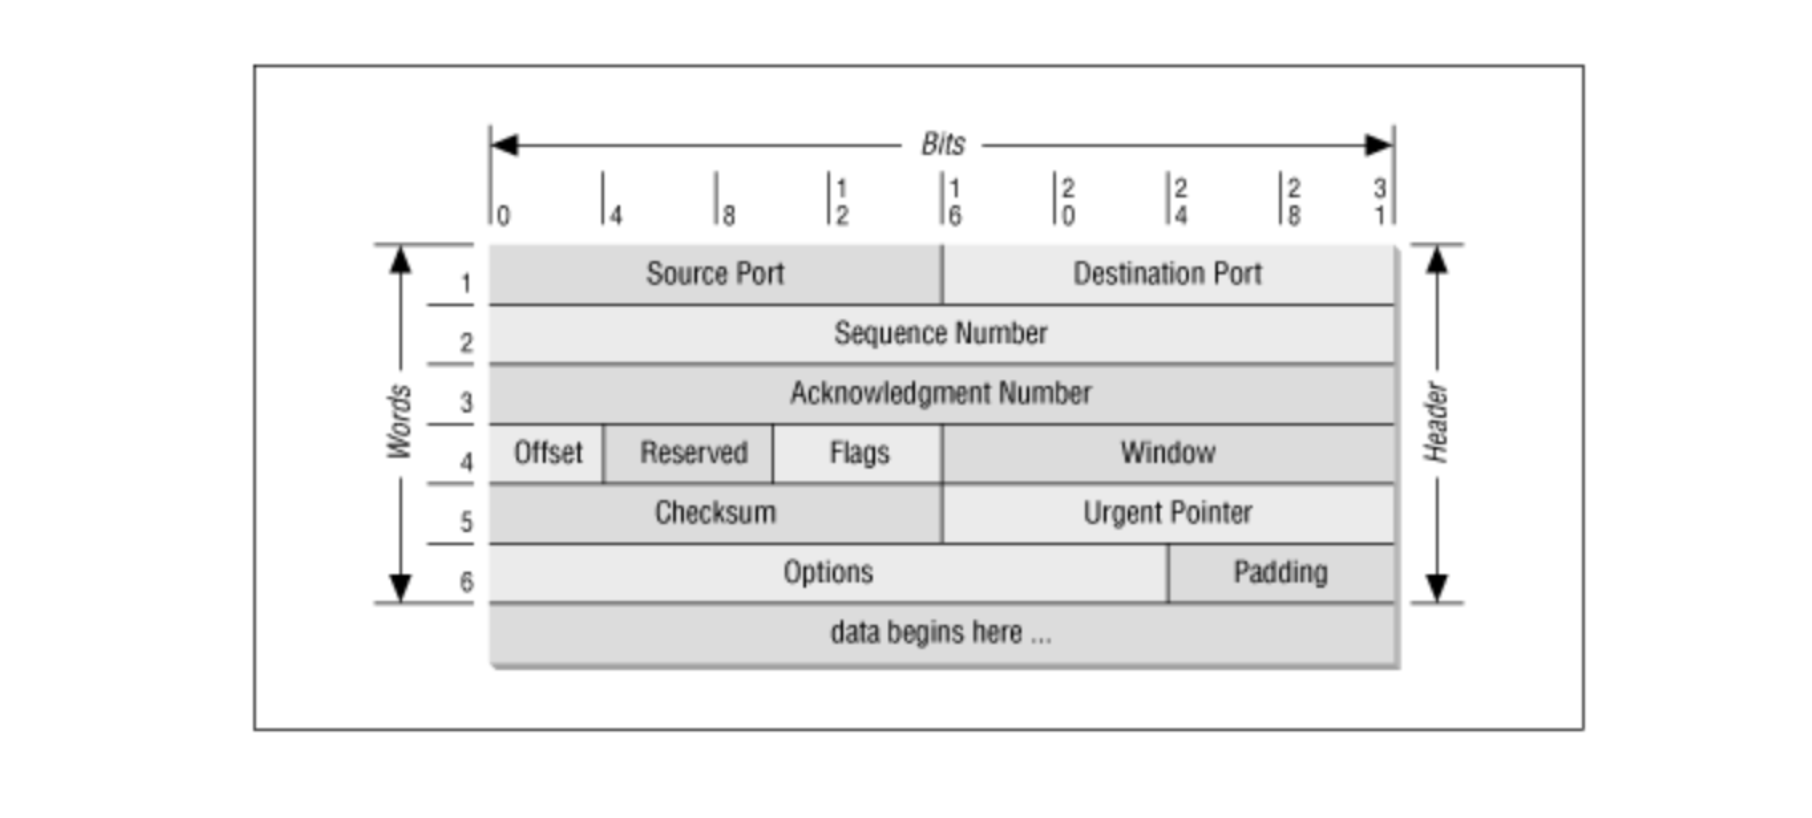 Bits
0 4 8 12 16 20 24 28 31
1 Source Port Destination Port
2 Sequence Number
3 Acknowledgment Number
Words
Header
4 Offset Reserved Flags Window
5 Checksum Urgent Pointer
6 Options Padding
data begins here ...